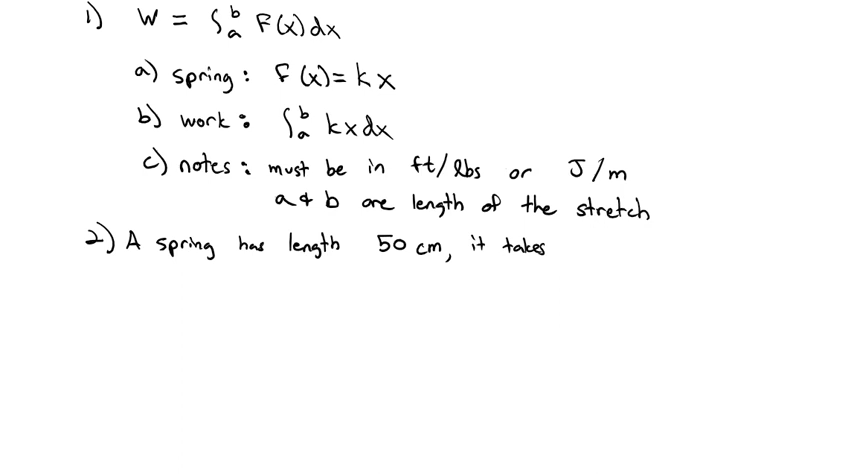 1) W = ∫ₐᵇ F(x) dx
a) spring: F(x) = kx
b) work: ∫ₐᵇ kx dx
c) notes: must be in ft/lbs or J/m
a & b are length of the stretch
2) A spring has length 50 cm, it takes